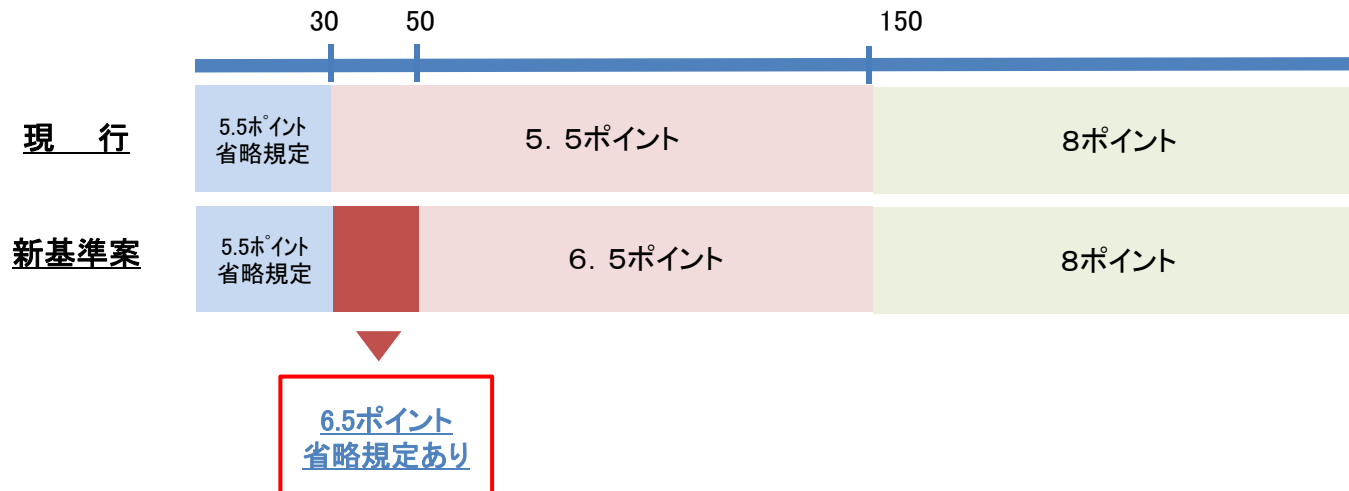 30 50 150
現 行
5.5ﾎﾟｲﾝﾄ
省略規定
５．５ポイント
８ポイント
新基準案
5.5ﾎﾟｲﾝﾄ
省略規定
６．５ポイント
８ポイント
6.5ポイント
省略規定あり